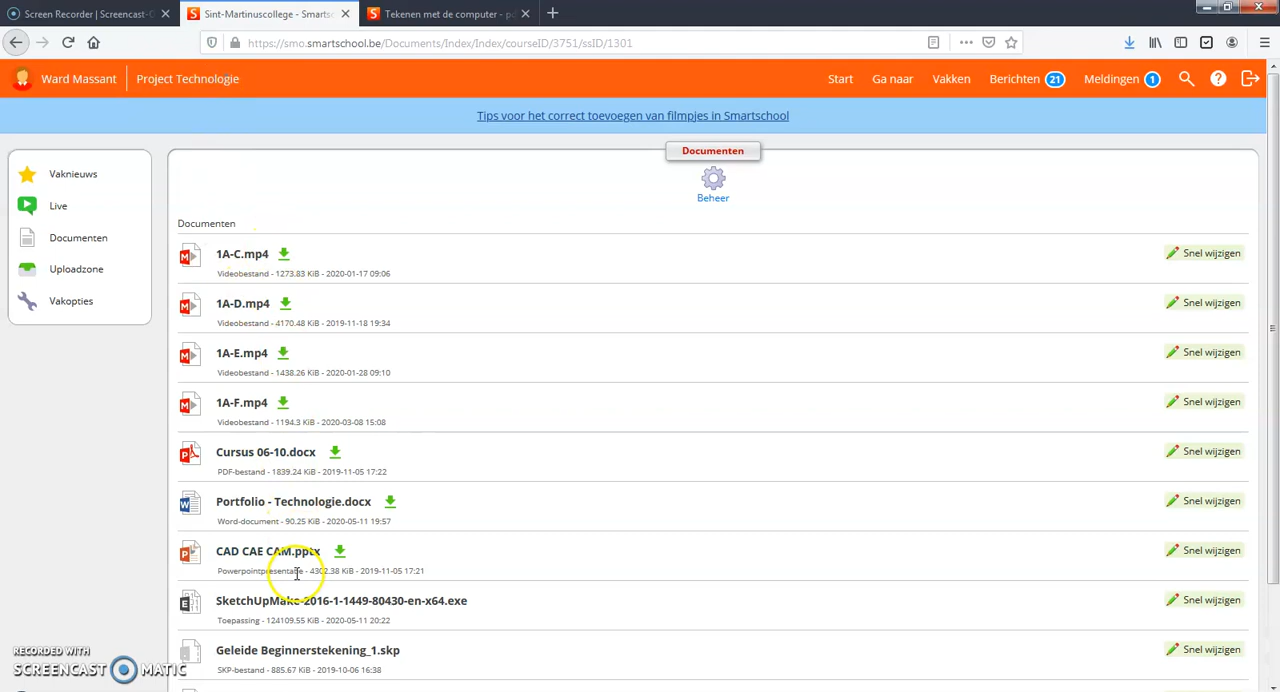 Screen Recorder | Screencast-O
Sint-Martinuscollege - Smartsc
Tekenen met de computer - po
https://smo.smartschool.be/Documents/Index/Index/courseID/3751/ssID/1301
Ward Massant
Project Technologie
Start
Ga naar
Vakken
Berichten 21
Meldingen 1
Tips voor het correct toevoegen van filmpjes in Smartschool
Vaknieuws
Live
Documenten
Uploadzone
Vakopties
Documenten
Beheer
Documenten
1A-C.mp4
Snel wijzigen
Videobestand - 1273.83 KiB - 2020-01-17 09:06
1A-D.mp4
Snel wijzigen
Videobestand - 4170.48 KiB - 2019-11-18 19:34
1A-E.mp4
Snel wijzigen
Videobestand - 1438.26 KiB - 2020-01-28 09:10
1A-F.mp4
Snel wijzigen
Videobestand - 1194.3 KiB - 2020-03-08 15:08
Cursus 06-10.docx
Snel wijzigen
PDF-bestand - 1839.24 KiB - 2019-11-05 17:22
Portfolio - Technologie.docx
Snel wijzigen
Word-document - 90.25 KiB - 2020-05-11 19:57
CAD CAE CAM.pptx
Snel wijzigen
Powerpointpresentatie - 4302.38 KiB - 2019-11-05 17:21
SketchUpMake-2016-1-1449-80430-en-x64.exe
Snel wijzigen
Toepassing - 124109.55 KiB - 2020-05-11 20:22
Geleide Beginnerstekening_1.skp
Snel wijzigen
SKP-bestand - 885.67 KiB - 2019-10-06 16:38
RECORDED WITH
SCREENCAST MATIC